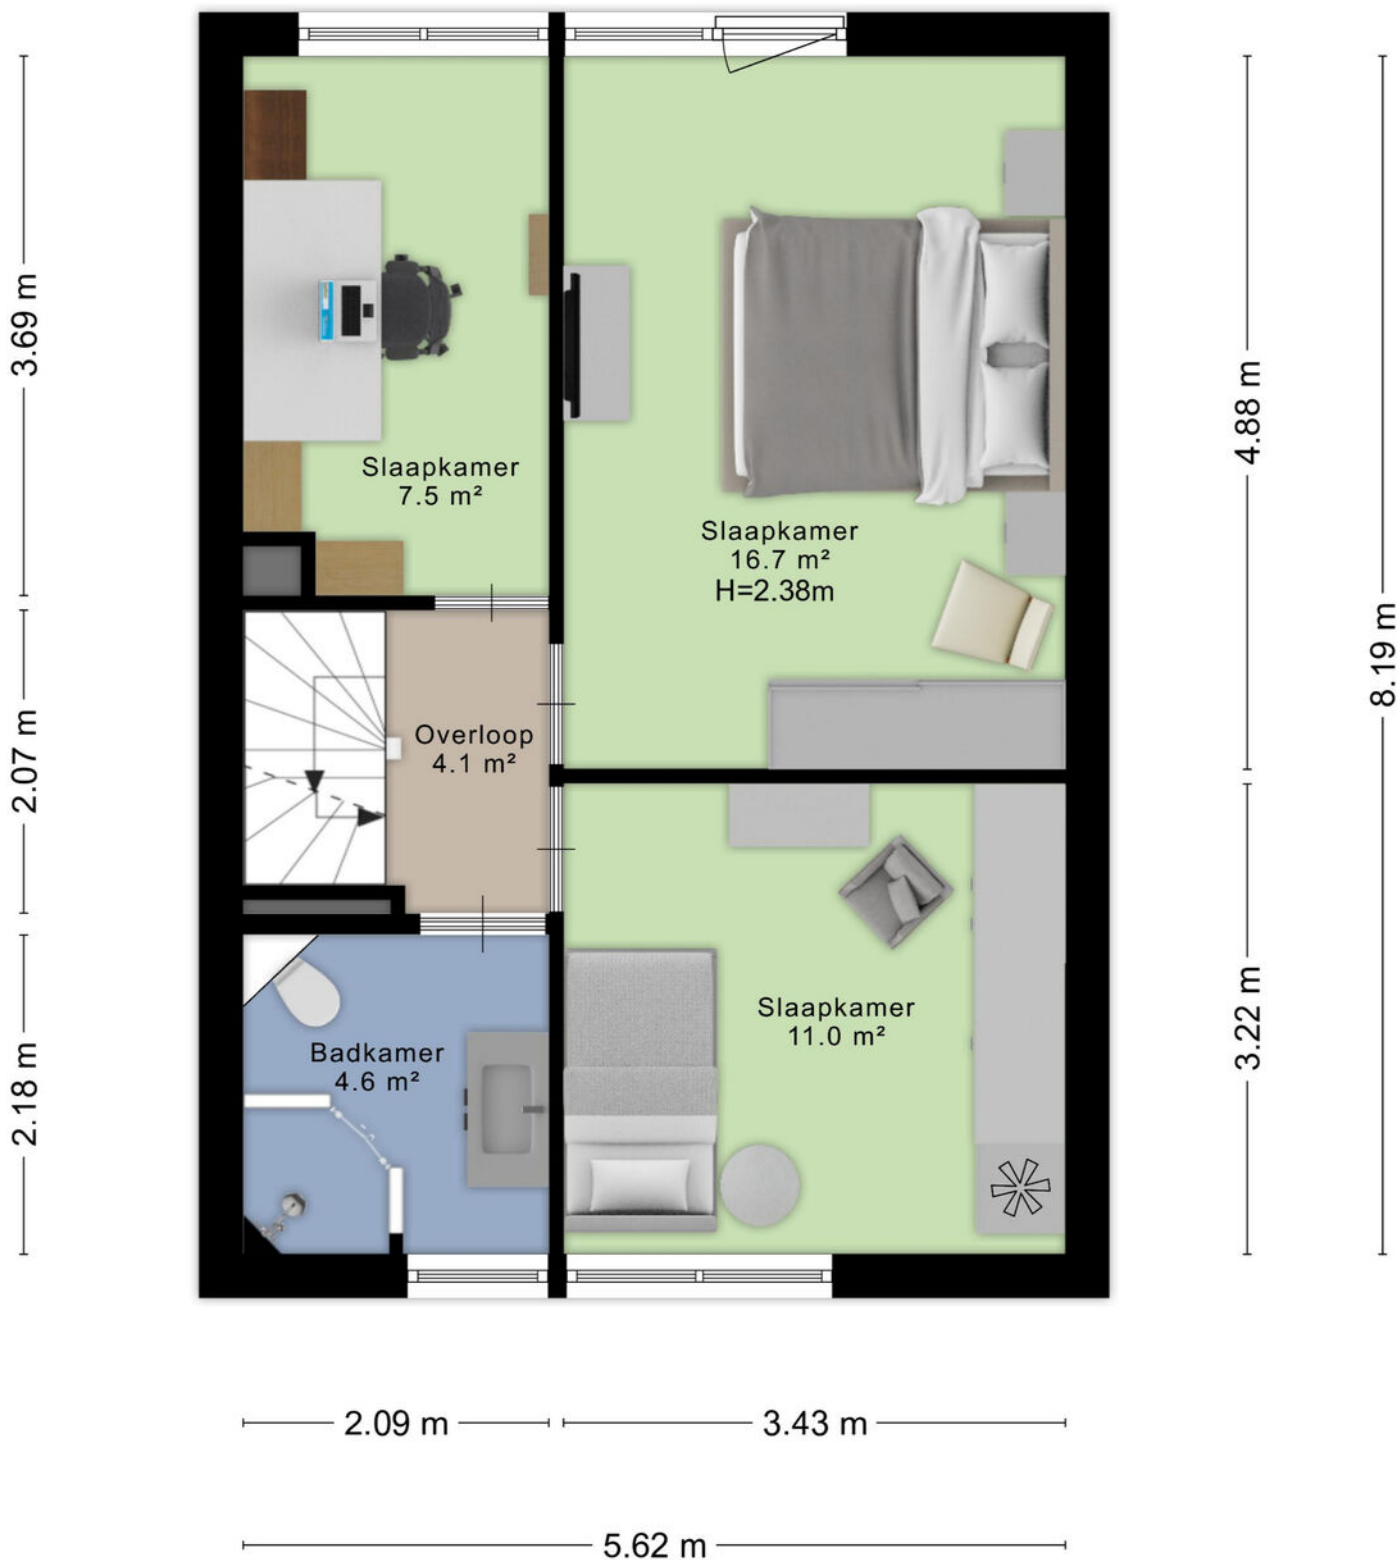 3.69 m
2.07 m
2.18 m
Slaapkamer
7.5 m²
Slaapkamer
16.7 m²
H=2.38m
Overloop
4.1 m²
Slaapkamer
11.0 m²
Badkamer
4.6 m²
4.88 m
3.22 m
8.19 m
2.09 m
3.43 m
5.62 m